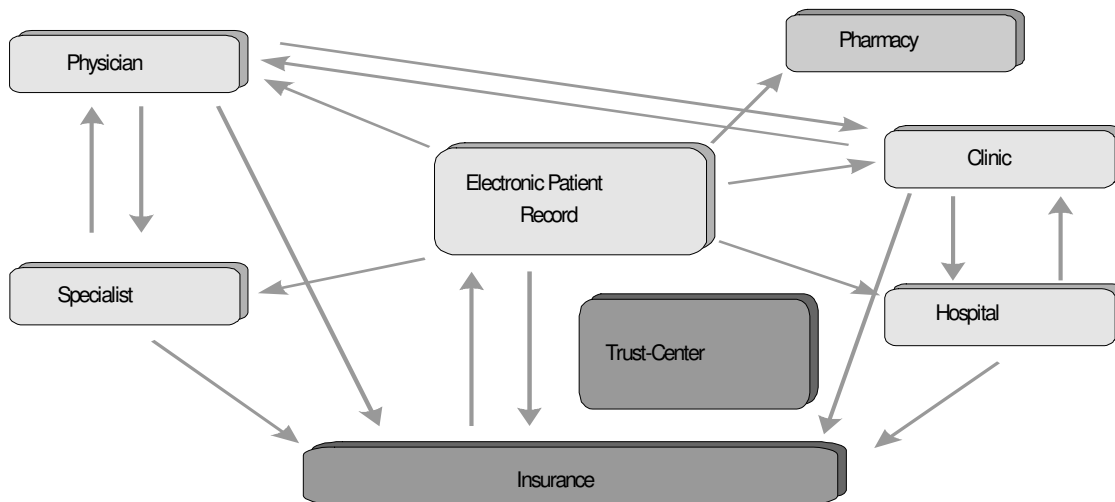 Pharmacy
Physician
Clinic
Electronic Patient
Record
Specialist
Hospital
Trust-Center
Insurance